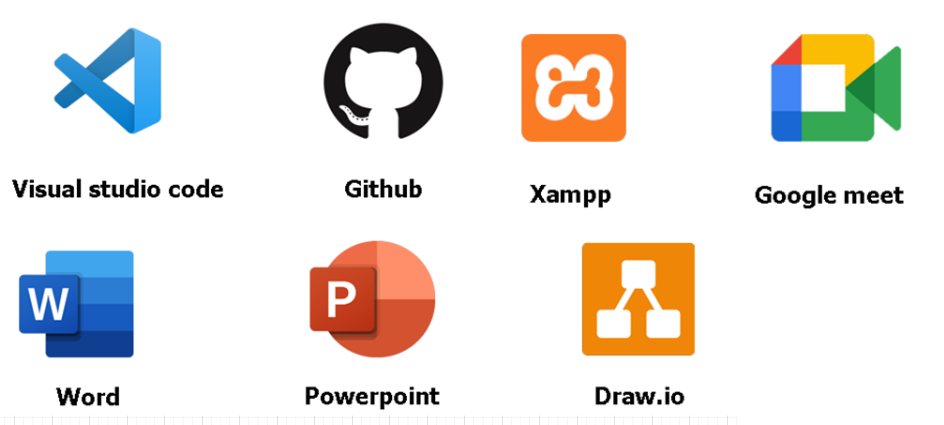 Visual studio code
Github
Xampp
Google meet
W
P
Word
Powerpoint
Draw.io